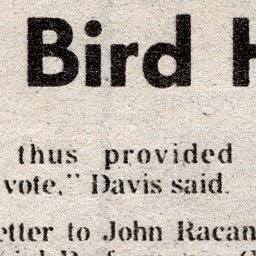 Bird H
thus provided
vote," Davis said.
etter to John Racan